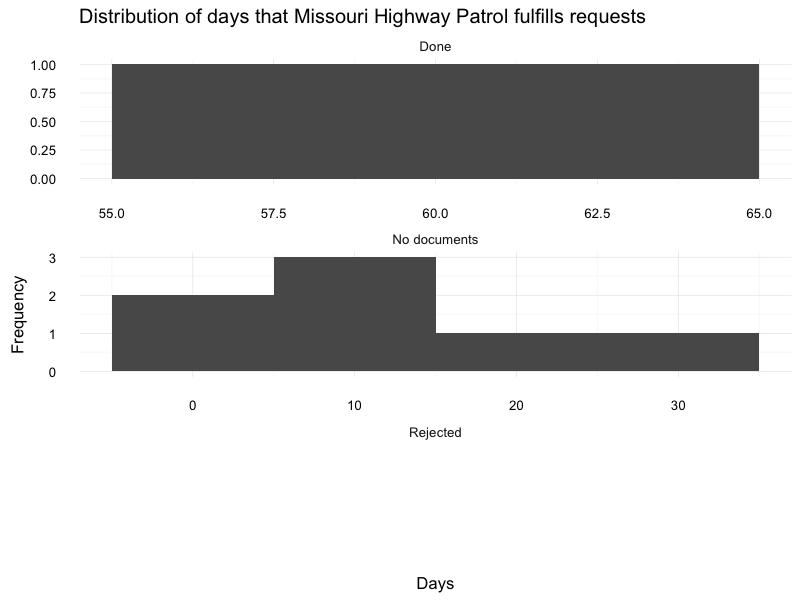 Distribution of days that Missouri Highway Patrol fulfills requests
Done
1.00
0.75
0.50
0.25
0.00
55.0 57.5 60.0 62.5 65.0
No documents
Frequency
3
2
1
0
0 10 20 30
Rejected
Days